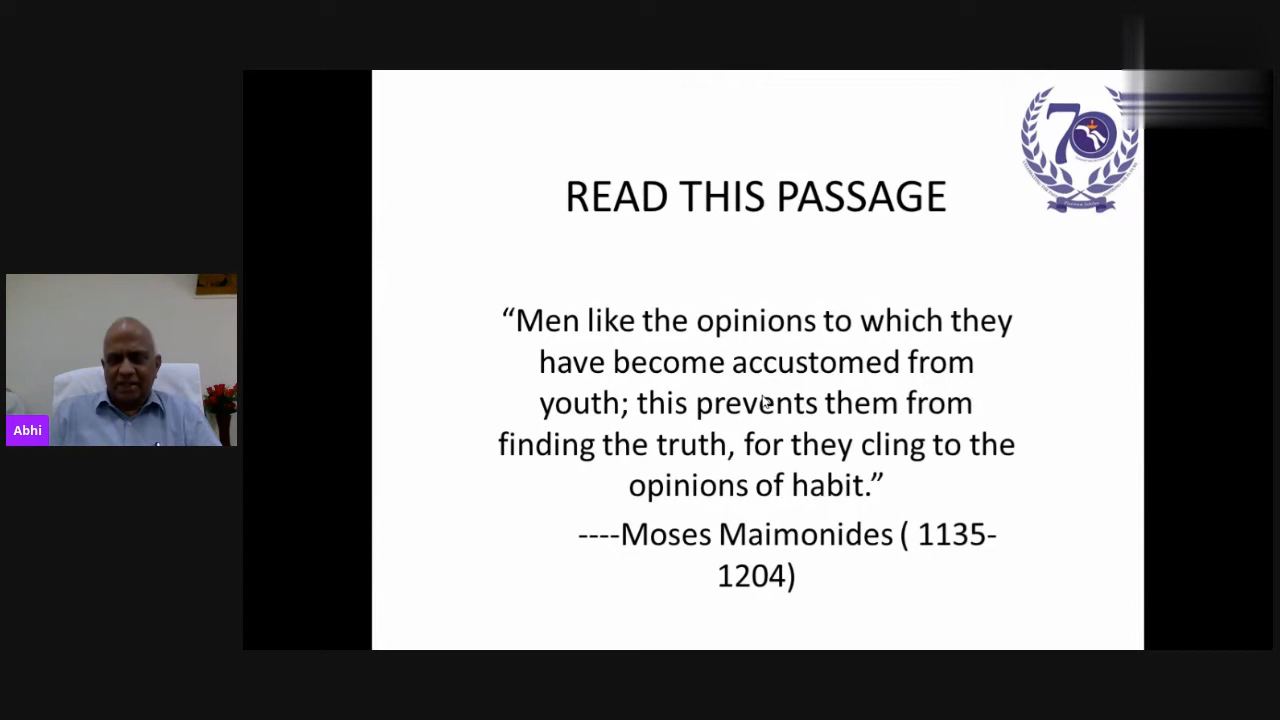 70
READ THIS PASSAGE
“Men like the opinions to which they
have become accustomed from
youth; this prevents them from
finding the truth, for they cling to the
opinions of habit.”
----Moses Maimonides ( 1135-
1204)
Abhi